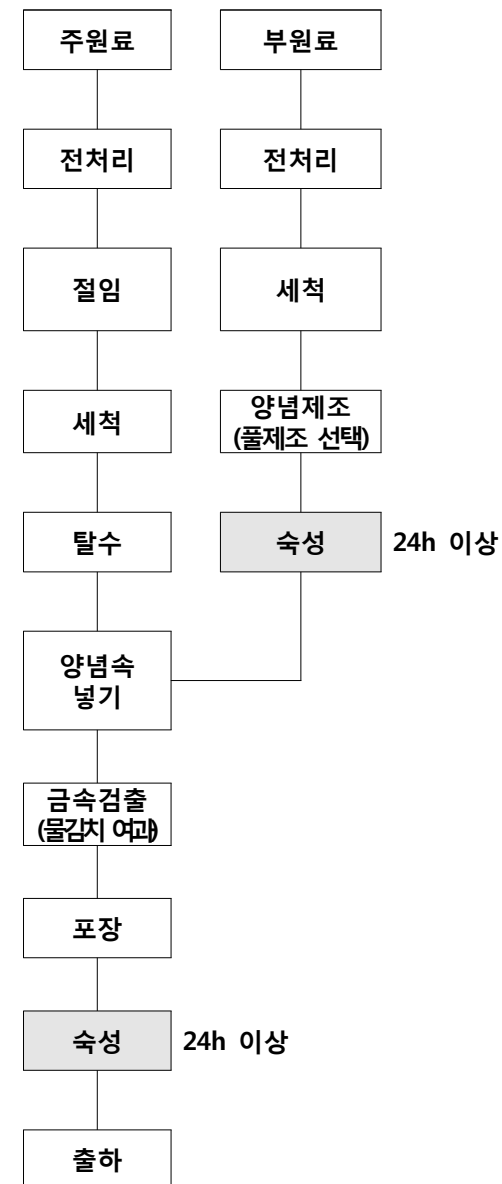 주원료
부원료
전처리
전처리
절임
세척
세척
양념제조
(풀제조 선택)
탈수
숙성
24h 이상
양념속
넣기
금속검출
(물김치 여과)
포장
숙성
24h 이상
출하